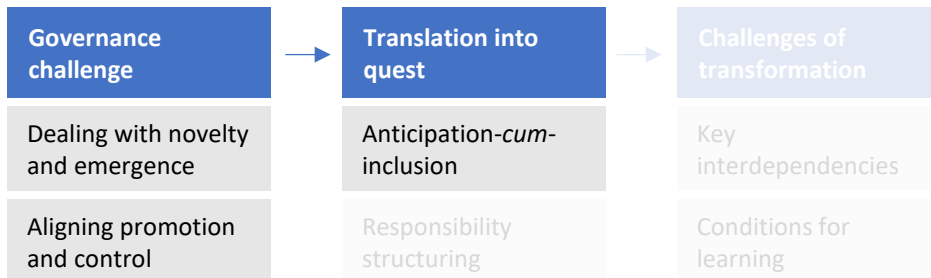 Governance
challenge
Translation into
quest
Challenges of
transformation
Dealing with novelty
and emergence
Anticipation-cum-
inclusion
Key
interdependencies
Aligning promotion
and control
Responsibility
structuring
Conditions for
learning